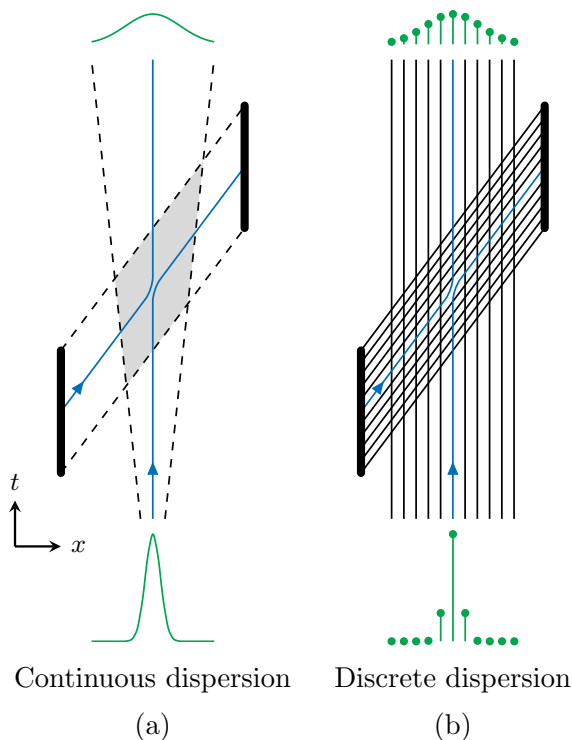 t
x
Continuous dispersion
Discrete dispersion
(a)
(b)